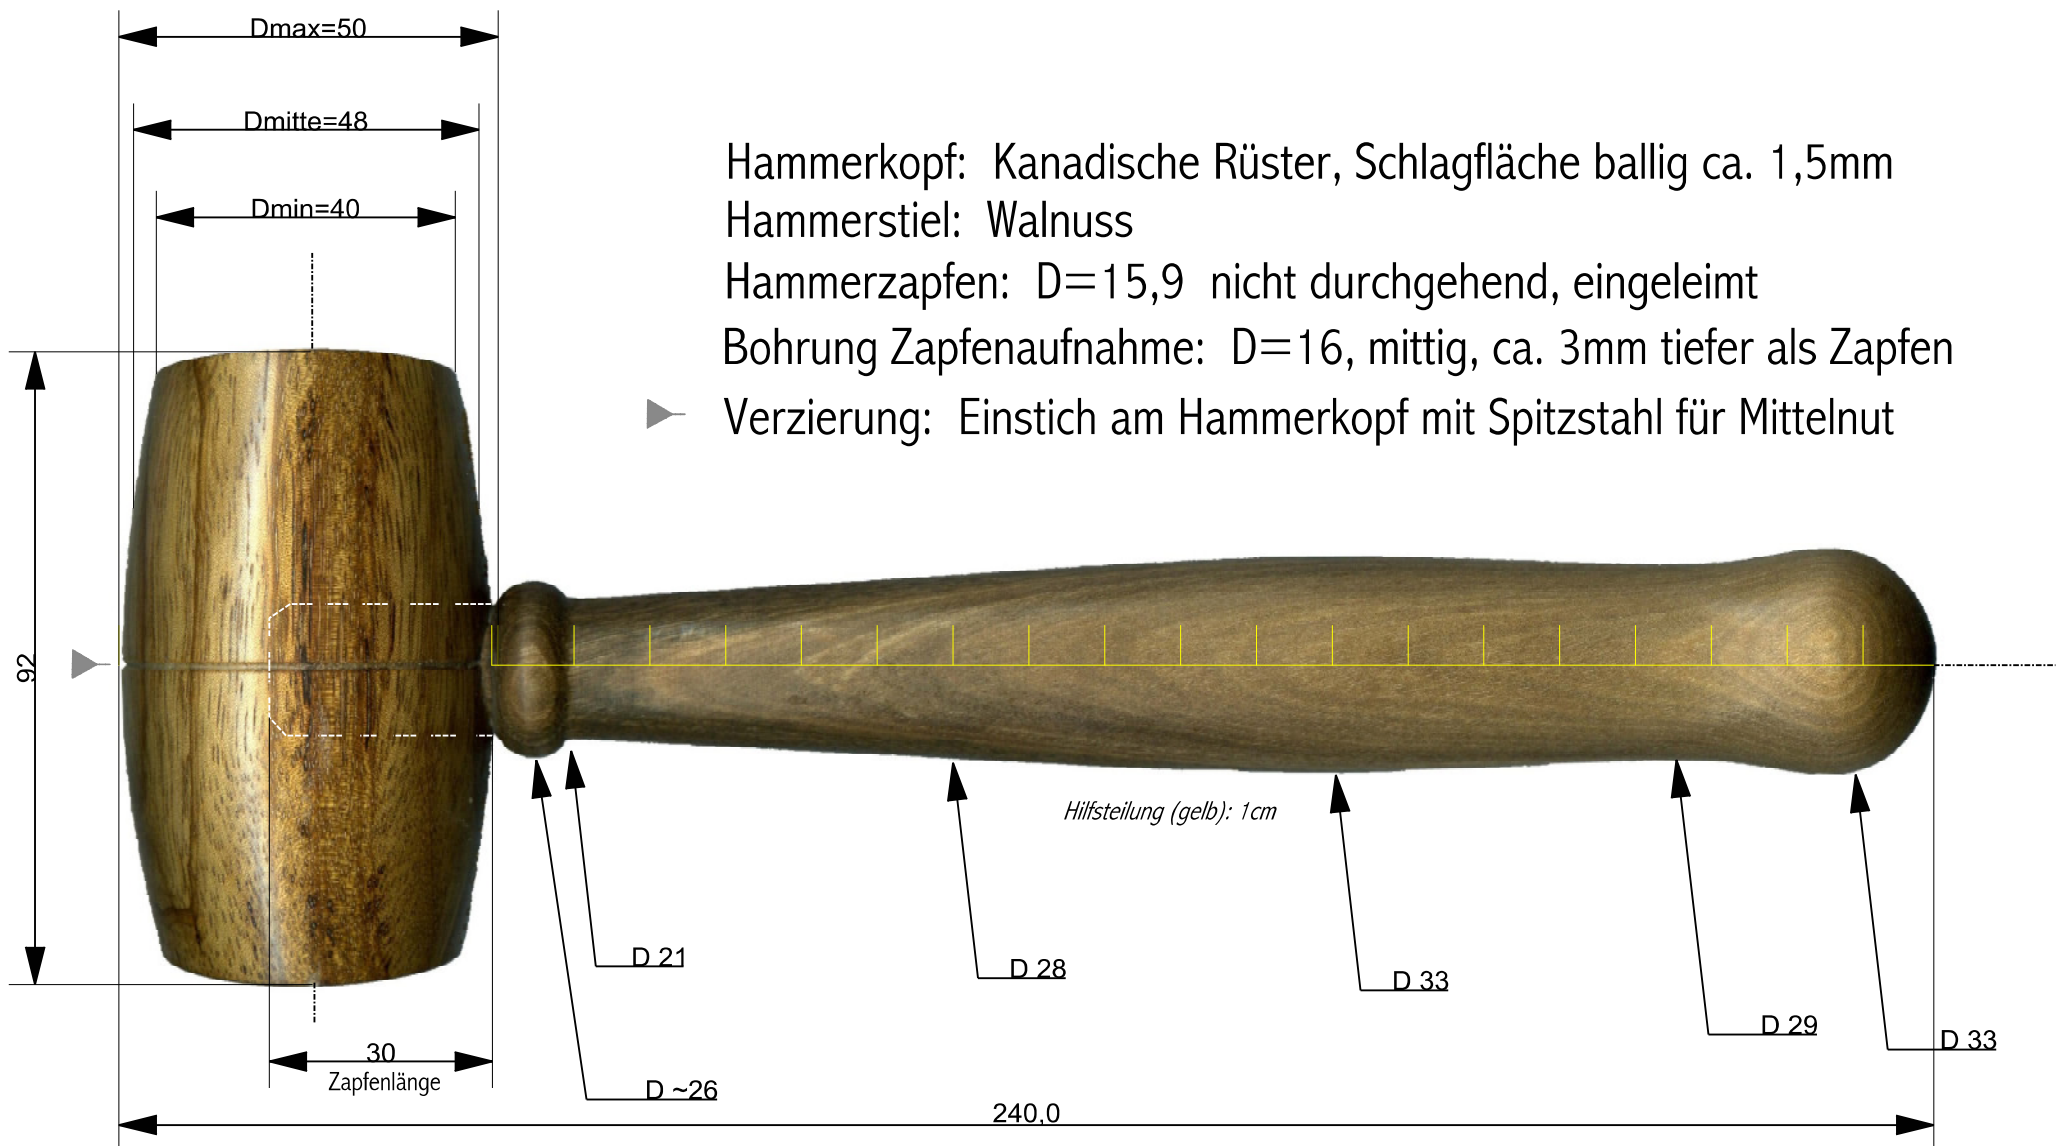 Dmax=50
Dmitte=48
Dmin=40
Hammerkopf: Kanadische Rüster, Schlagfläche ballig ca. 1,5mm
Hammerstiel: Walnuss
Hammerzapfen: D=15,9 nicht durchgehend, eingeleimt
Bohrung Zapfenaufnahme: D=16, mittig, ca. 3mm tiefer als Zapfen
Verzierung: Einstich am Hammerkopf mit Spitzstahl für Mittelnut
92
Hilfsteilung (gelb): 1cm
D 21
D 28
D 33
D 29
D 33
30
Zapfenlänge
D ~26
240,0